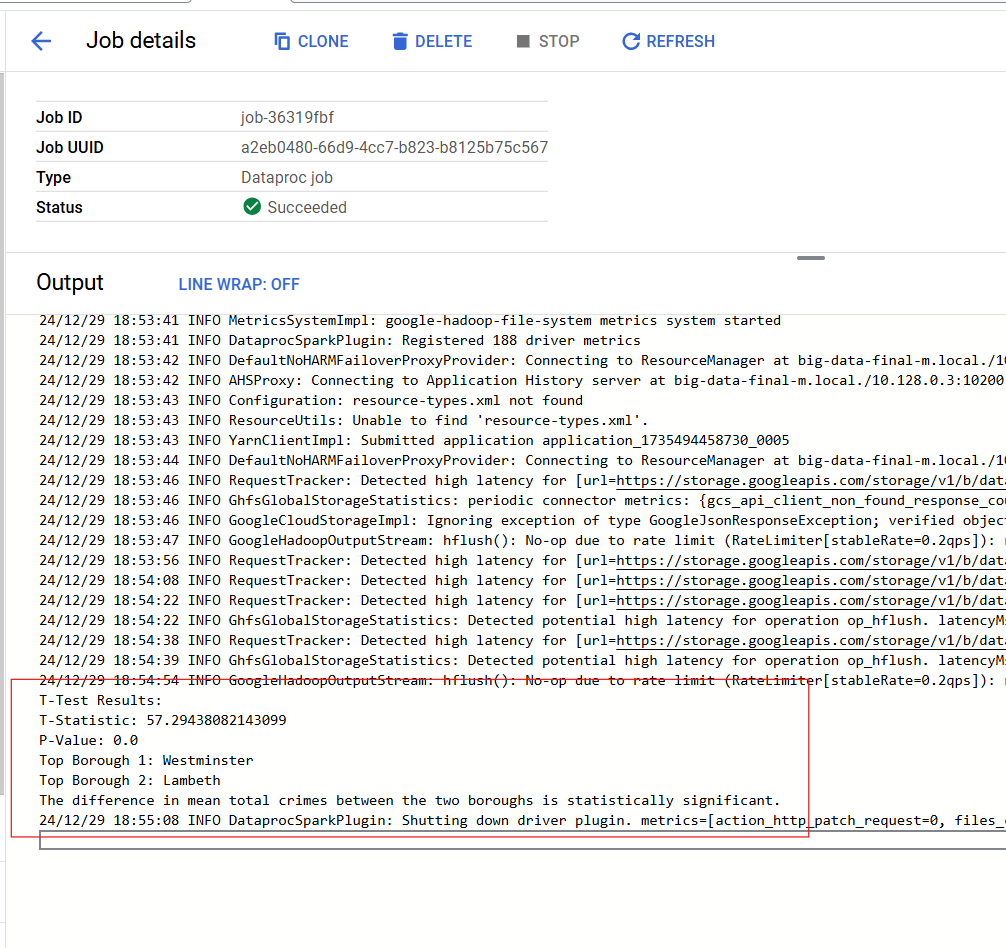 Job details
CLONE
DELETE
STOP
REFRESH
Job ID job-36319fbf
Job UUID a2eb0480-66d9-4cc7-b823-b8125b75c567
Type Dataproc job
Status Succeeded
Output LINE WRAP: OFF
24/12/29 18:53:41 INFO MetricsSystemImpl: google-hadoop-file-system metrics system started
24/12/29 18:53:41 INFO DataprocSparkPlugin: Registered 188 driver metrics
24/12/29 18:53:42 INFO DefaultNoHARMFailoverProxyProvider: Connecting to ResourceManager at big-data-final-m.local./10
24/12/29 18:53:42 INFO AHSProxy: Connecting to Application History server at big-data-final-m.local./10.128.0.3:10200
24/12/29 18:53:43 INFO Configuration: resource-types.xml not found
24/12/29 18:53:43 INFO ResourceUtils: Unable to find 'resource-types.xml'.
24/12/29 18:53:43 INFO YarnClientImpl: Submitted application application_1735494458730_0005
24/12/29 18:53:44 INFO DefaultNoHARMFailoverProxyProvider: Connecting to ResourceManager at big-data-final-m.local./10
24/12/29 18:53:46 INFO RequestTracker: Detected high latency for [url=https://storage.googleapis.com/storage/v1/b/data
24/12/29 18:53:46 INFO GhfsGlobalStorageStatistics: periodic connector metrics: {gcs_api_client_non_found_response_cou
24/12/29 18:53:46 INFO GoogleCloudStorageImpl: Ignoring exception of type GoogleJsonResponseException; verified object
24/12/29 18:53:47 INFO GoogleHadoopOutputStream: hflush(): No-op due to rate limit (RateLimiter[stableRate=0.2qps]):
24/12/29 18:53:56 INFO RequestTracker: Detected high latency for [url=https://storage.googleapis.com/storage/v1/b/data
24/12/29 18:54:08 INFO RequestTracker: Detected high latency for [url=https://storage.googleapis.com/storage/v1/b/data
24/12/29 18:54:22 INFO RequestTracker: Detected high latency for [url=https://storage.googleapis.com/storage/v1/b/data
24/12/29 18:54:22 INFO GhfsGlobalStorageStatistics: Detected potential high latency for operation op_hflush. latencyMs
24/12/29 18:54:38 INFO RequestTracker: Detected high latency for [url=https://storage.googleapis.com/storage/v1/b/data
24/12/29 18:54:39 INFO GhfsGlobalStorageStatistics: Detected potential high latency for operation op_hflush. latencyMs
24/12/29 18:54:54 INFO GoogleHadoopOutputStream: hflush(): No-op due to rate limit (RateLimiter[stableRate=0.2qps]):
T-Test Results:
T-Statistic: 57.29438082143099
P-Value: 0.0
Top Borough 1: Westminster
Top Borough 2: Lambeth
The difference in mean total crimes between the two boroughs is statistically significant.
24/12/29 18:55:08 INFO DataprocSparkPlugin: Shutting down driver plugin. metrics=[action_http_patch_request=0, files_